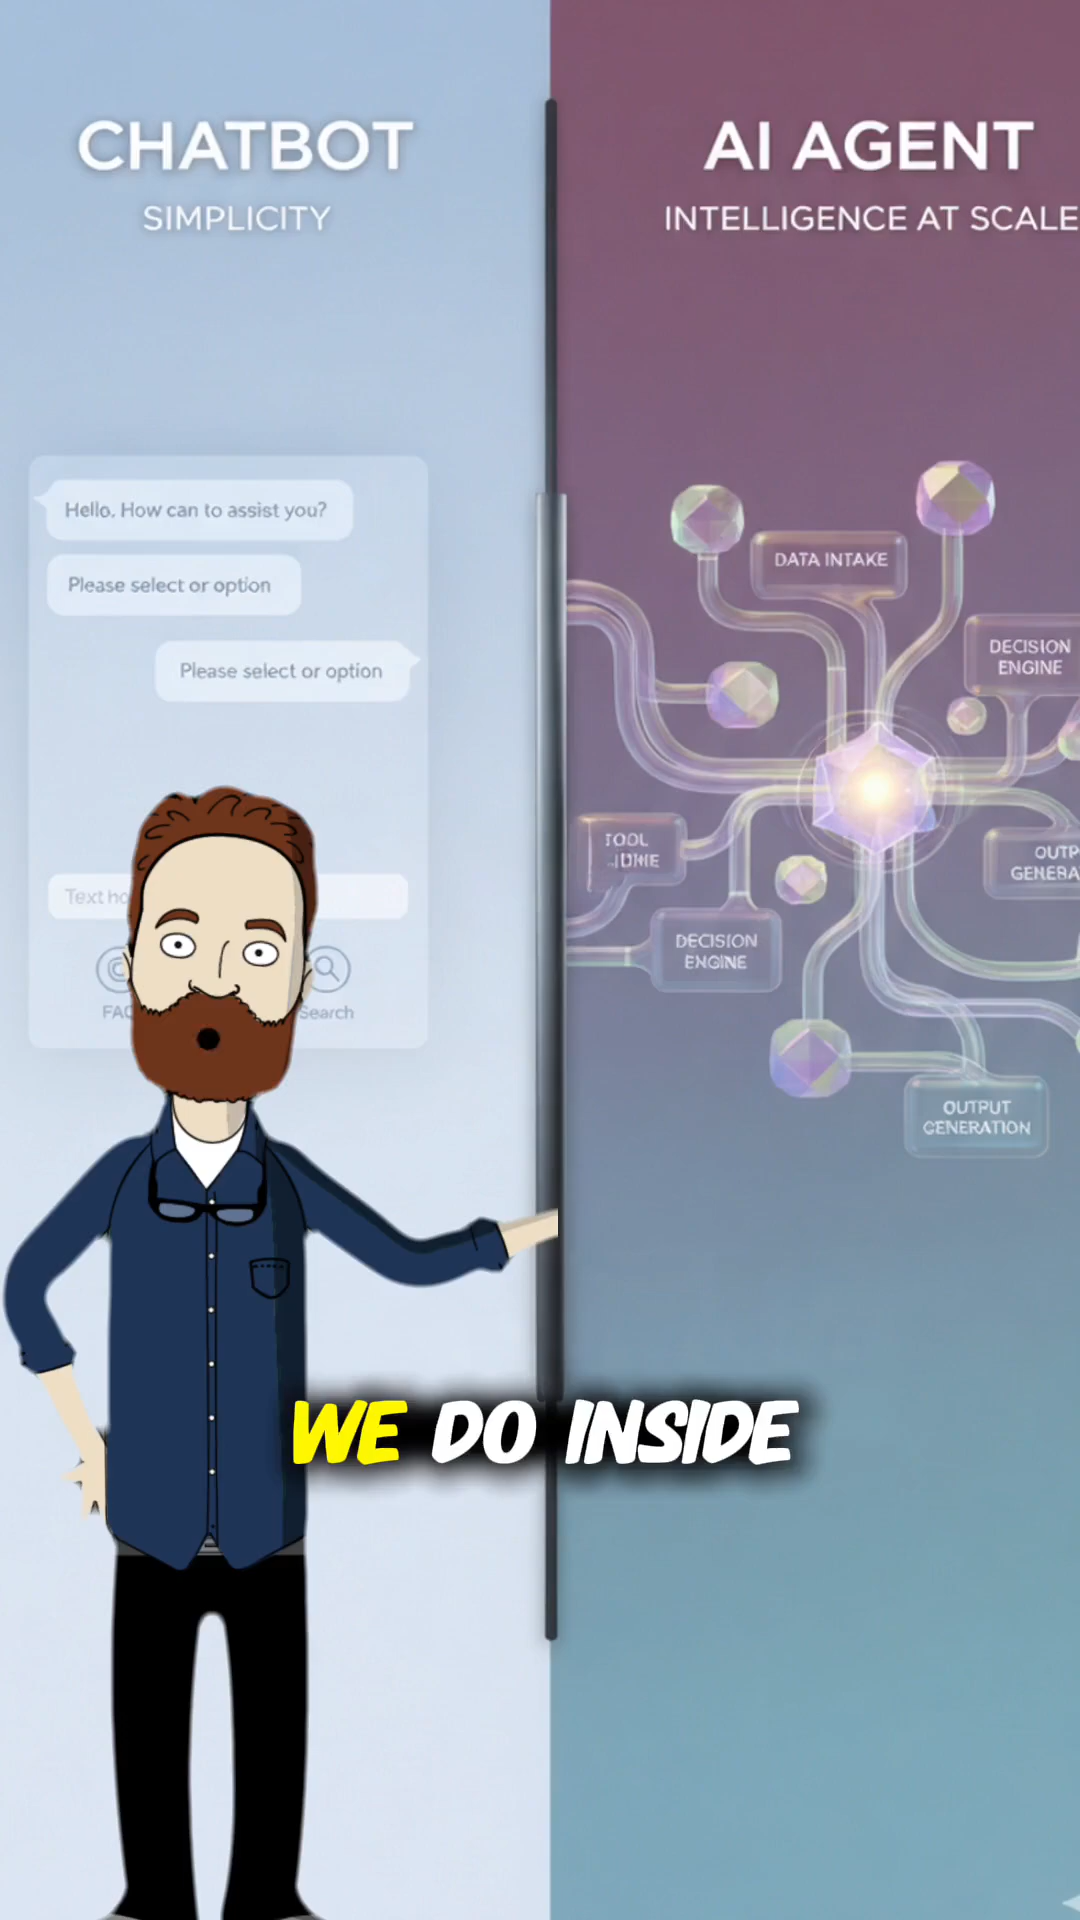 CHATBOT
SIMPLICITY
Hello. How can to assist you?
Please select or option
Please select or option
Text
Search
AI AGENT
INTELLIGENCE AT SCALE
DATA INTAKE
DECISION
ENGINE
TOOL
DECISION
ENGINE
OUTPUT
GENERATION
WE DO INSIDE